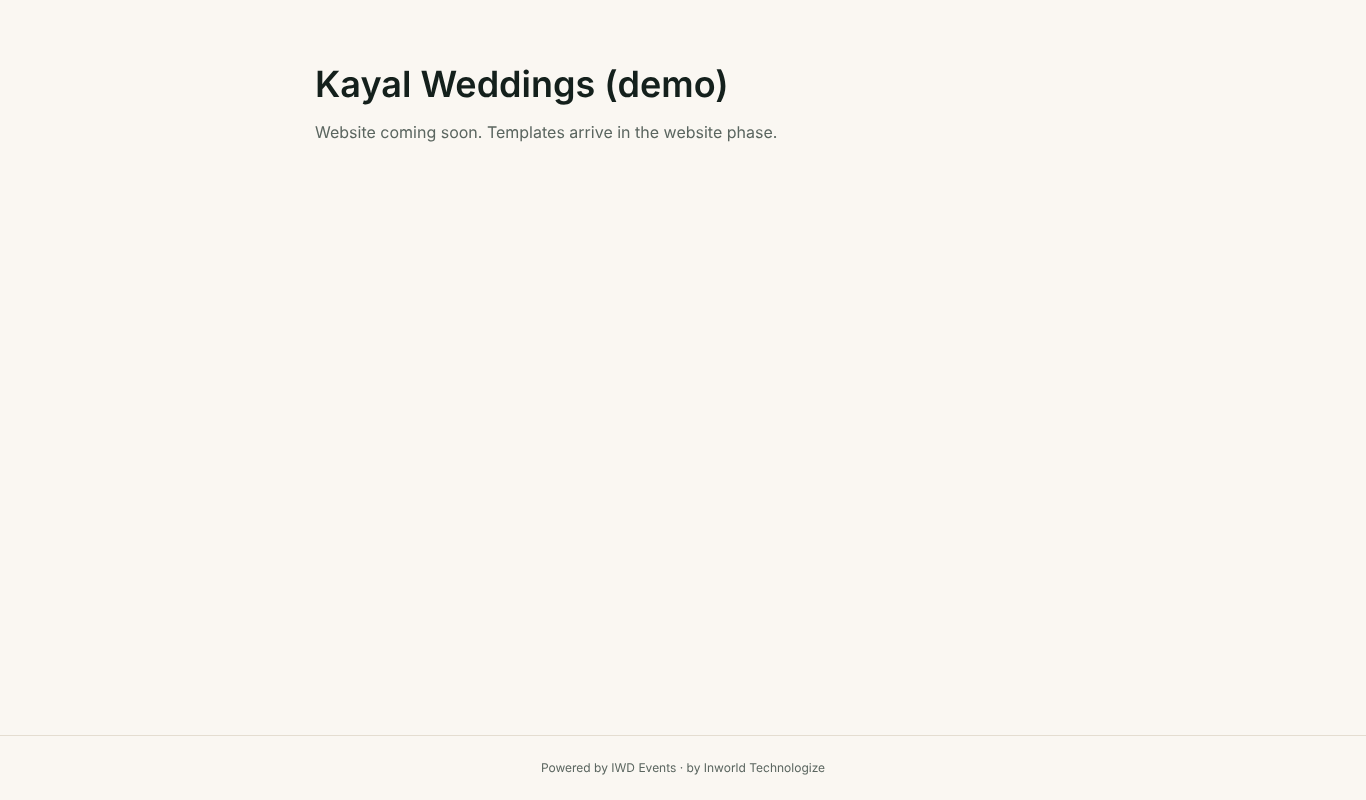 Kayal Weddings (demo)
Website coming soon. Templates arrive in the website phase.
Powered by IWD Events · by Inworld Technologize